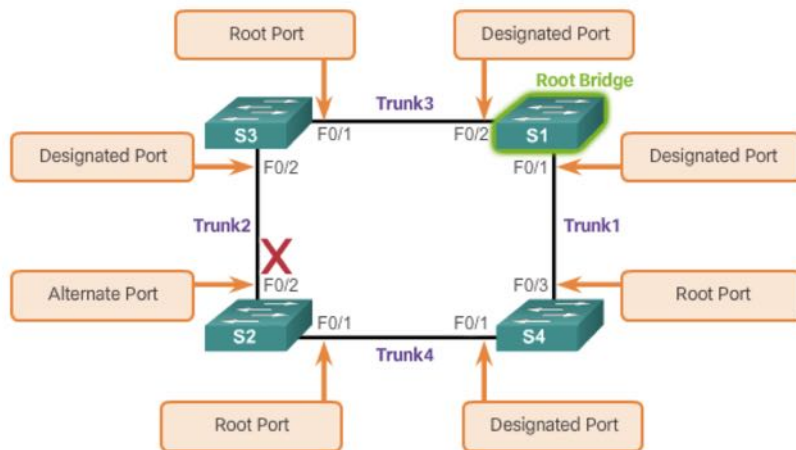 Root Port
Designated Port
Root Bridge
Trunk3
S3
F0/1
F0/2
S1
Designated Port
F0/2
F0/1
Designated Port
Trunk2
Trunk1
X
Alternate Port
F0/2
F0/3
Root Port
S2
F0/1
F0/1
S4
Trunk4
Root Port
Designated Port